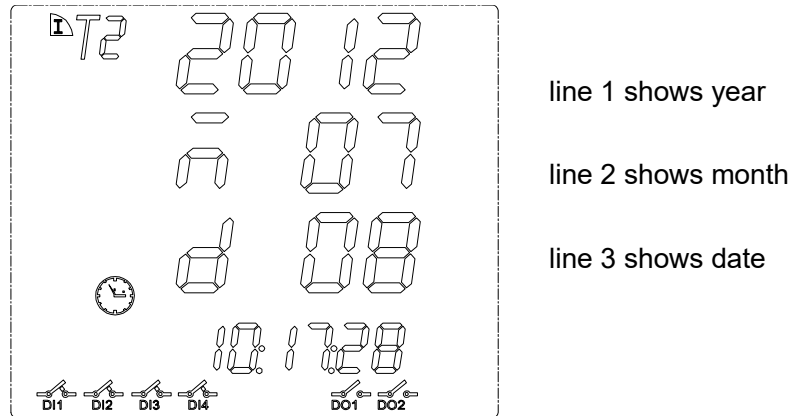 I T2 2012
line 1 shows year
n 07
line 2 shows month
d 08
line 3 shows date
10:17:28
DI1 DI2 DI3 DI4 DO1 DO2